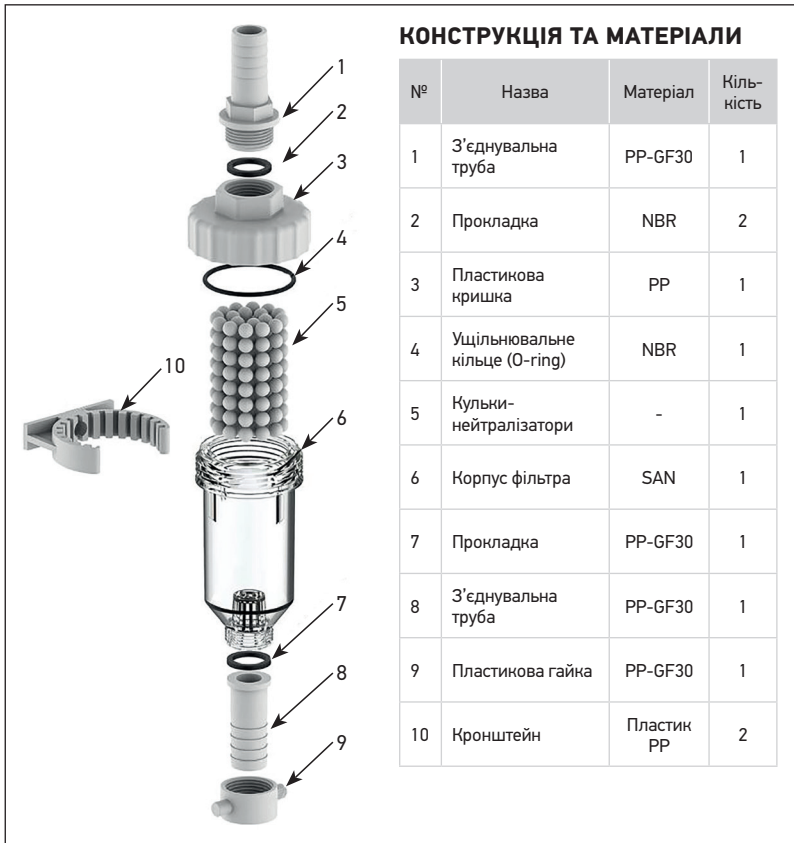 КОНСТРУКЦІЯ ТА МАТЕРІАЛИ
№ Назва Матеріал Кіль-
кість
1 З’єднувальна
труба PP-GF30 1
2 Прокладка NBR 2
3 Пластикова
кришка PP 1
4 Ущільнювальне
кільце (O-ring) NBR 1
5 Кульки-
нейтралізатори - 1
6 Корпус фільтра SAN 1
7 Прокладка PP-GF30 1
8 З’єднувальна
труба PP-GF30 1
9 Пластикова гайка PP-GF30 1
10 Кронштейн Пластик
PP 2
1
2
3
4
5
10
6
7
8
9